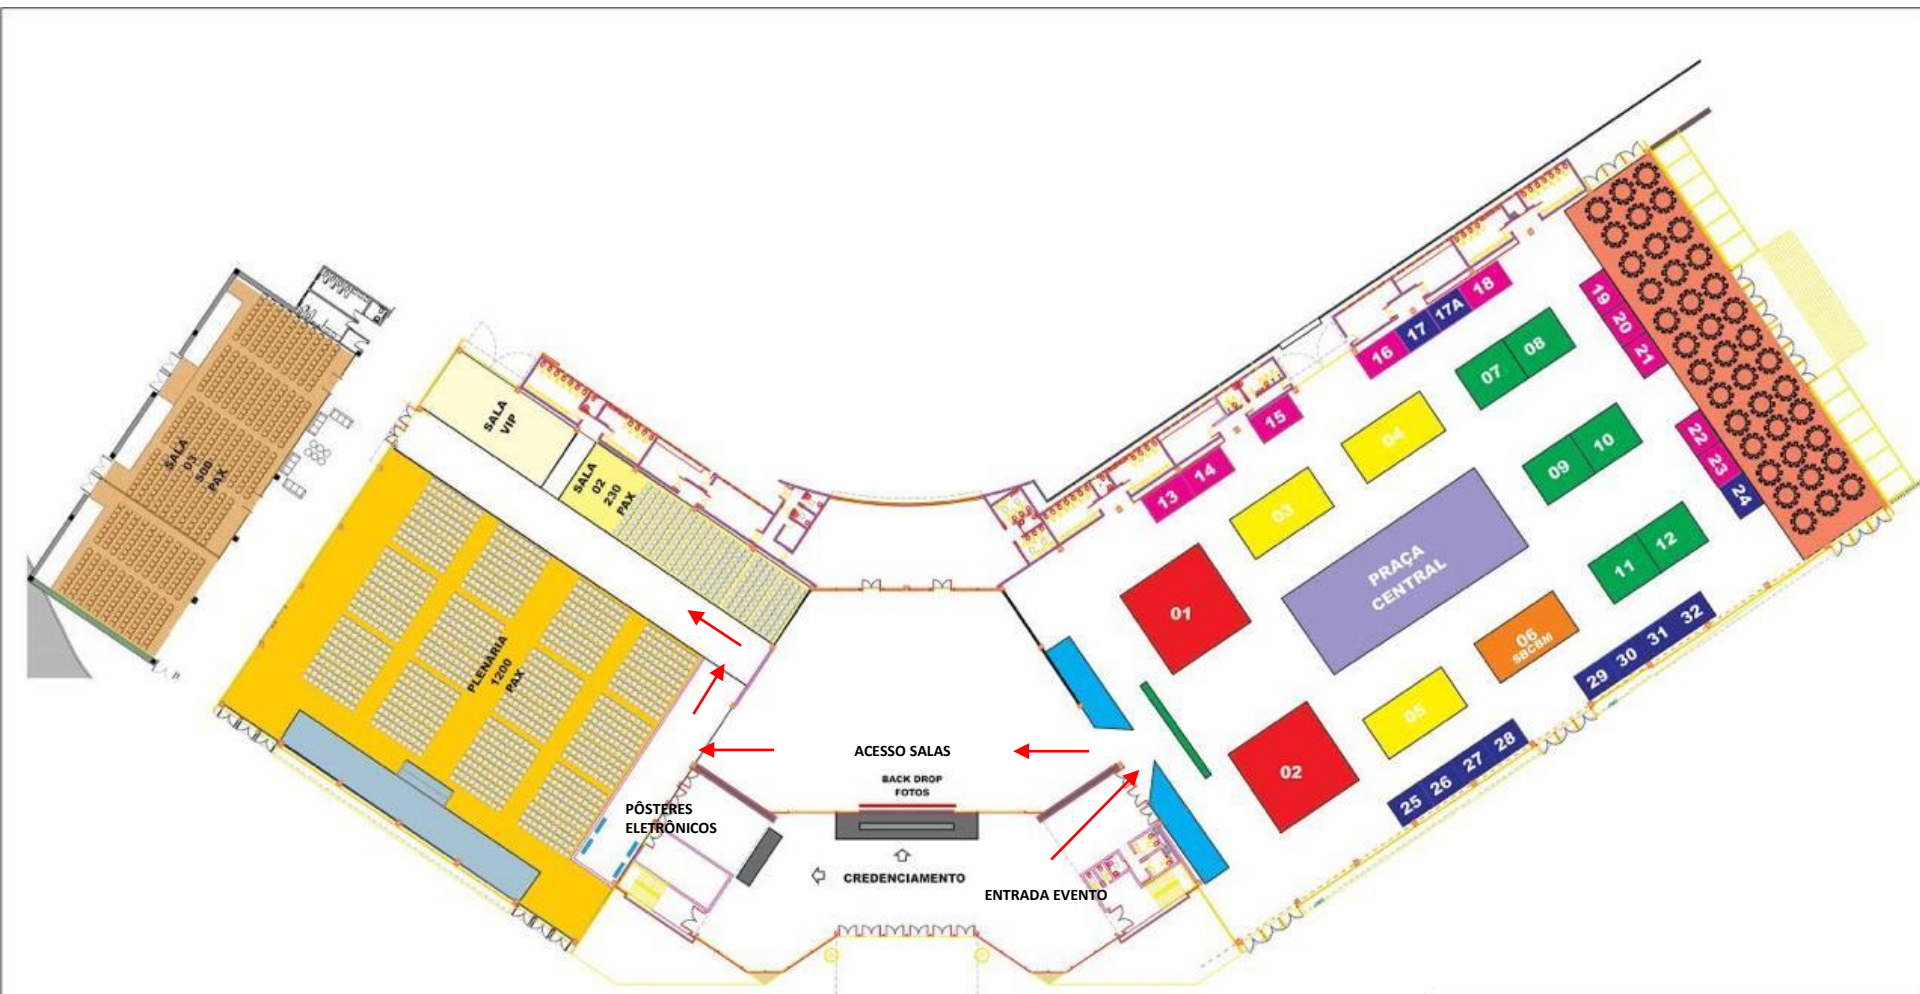 SALA
03
500
PAX
SALA
VIP
SALA
02
230
PAX
PLENÁRIA
1200
PAX
PÔSTERES
ELETRÔNICOS
ACESSO SALAS
BACK DROP
FOTOS
CREDENCIAMENTO
ENTRADA EVENTO
01
02
03
04
05
06
SBCBM
07
08
09
10
11
12
PRAÇA
CENTRAL
13
14
15
16
17
17A
18
19
20
21
22
23
24
25
26
27
28
29
30
31
32